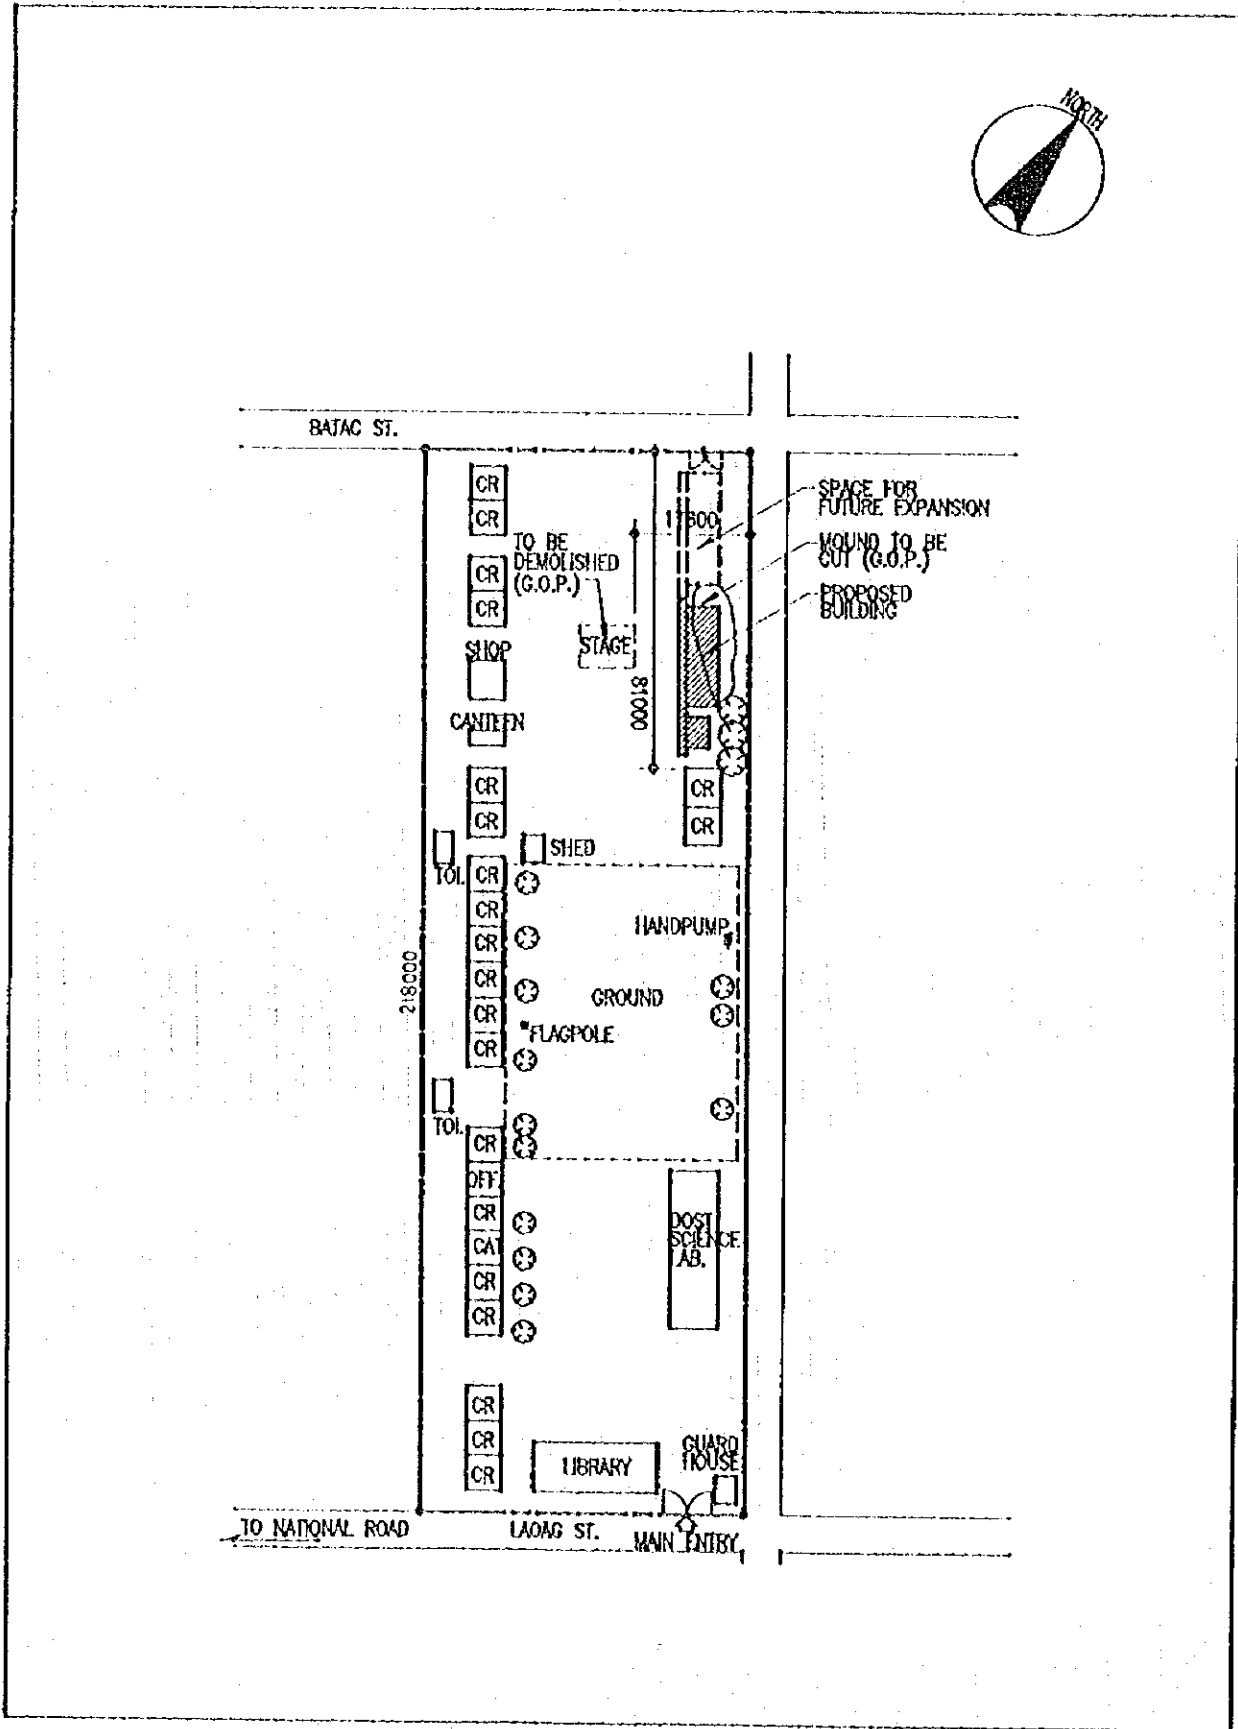 NORTH
BATAC ST.
CR
CR
SPACE FOR
FUTURE EXPANSION
TO BE
DEMOLISHED
(G.O.P.)
MOUND TO BE
CUT (G.O.P.)
CR
CR
PROPOSED
BUILDING
SHOP
STAGE
81000
CANTEEN
CR
CR
CR
CR
SHED
TOI.
CR
CR
CR
CR
CR
CR
HANDPUMP
GROUND
218000
FLAGPOLE
TOI.
CR
OFF
CR
CAT
CR
CR
DOST
SCIENCE
LAB.
CR
CR
CR
LIBRARY
GUARD
HOUSE
TO NATIONAL ROAD
LAOAG ST.
MAIN ENTRY